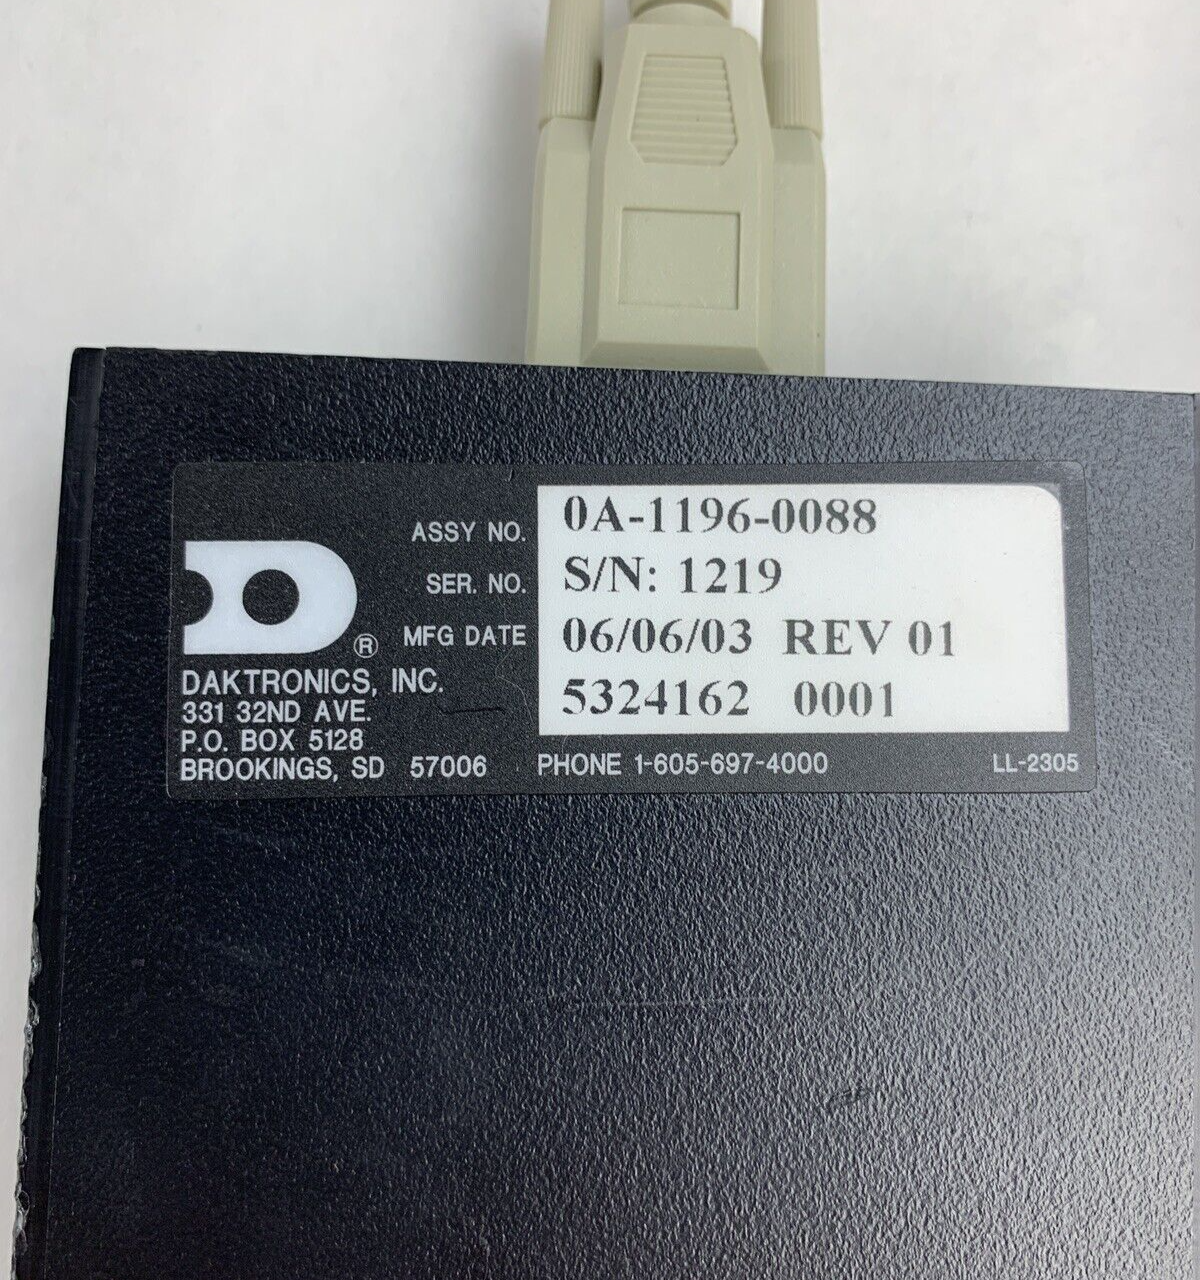 ASSY NO. 0A-1196-0088
SER. NO. S/N: 1219
MFG DATE 06/06/03 REV 01
5324162 0001
®
DAKTRONICS, INC.
331 32ND AVE.
P.O. BOX 5128
BROOKINGS, SD 57006 PHONE 1-605-697-4000 LL-2305